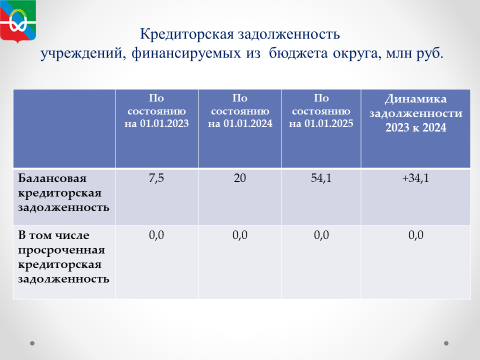 Кредиторская задолженность
учреждений, финансируемых из бюджета округа, млн руб.
По состоянию на 01.01.2023
По состоянию на 01.01.2024
По состоянию на 01.01.2025
Динамика задолженности 2023 к 2024
Балансовая кредиторская задолженность
7,5
20
54,1
+34,1
В том числе просроченная кредиторская задолженность
0,0
0,0
0,0
0,0